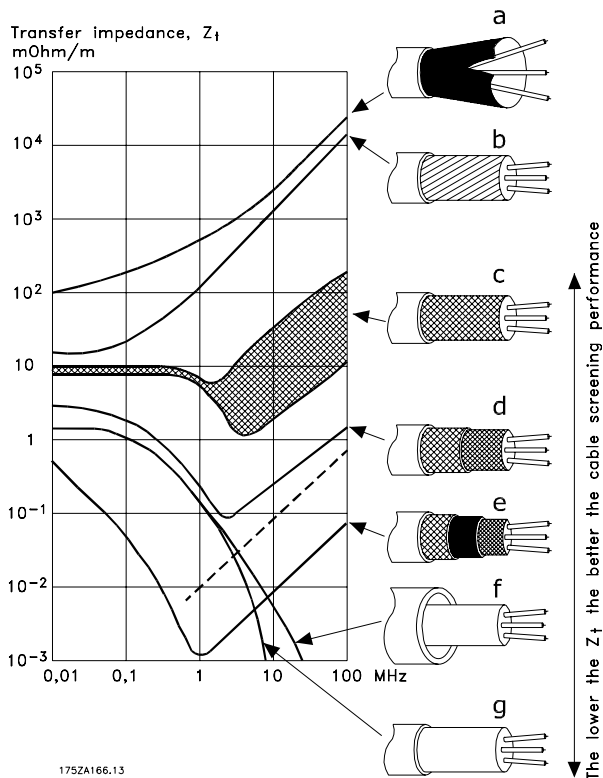 Transfer impedance, Zt
mOhm/m
10⁵
10⁴
10³
10²
10
1
10⁻¹
10⁻²
10⁻³
0,01 0,1 1 10 100 MHz
a
b
c
d
e
f
g
The lower the Zt the better the cable screening performance
175ZA166.13